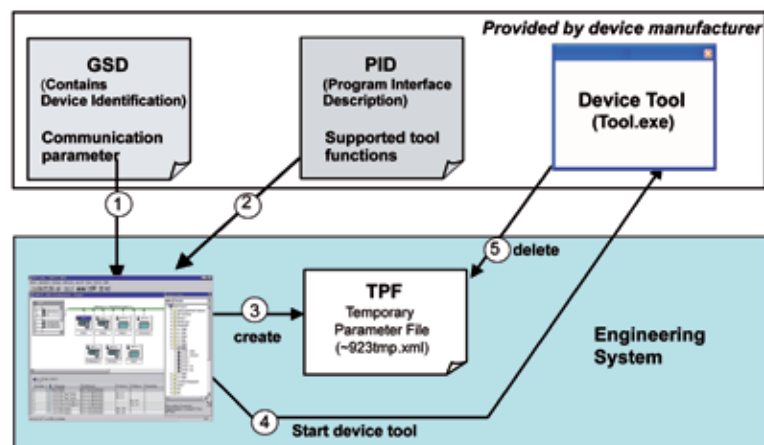 Provided by device manufacturer
GSD
(Contains
Device Identification)
Communication
parameter
PID
(Program Interface
Description)
Supported tool
functions
Device Tool
(Tool.exe)
1
2
5 delete
3
create
TPF
Temporary
Parameter File
(~923tmp.xml)
Engineering
System
4
Start device tool